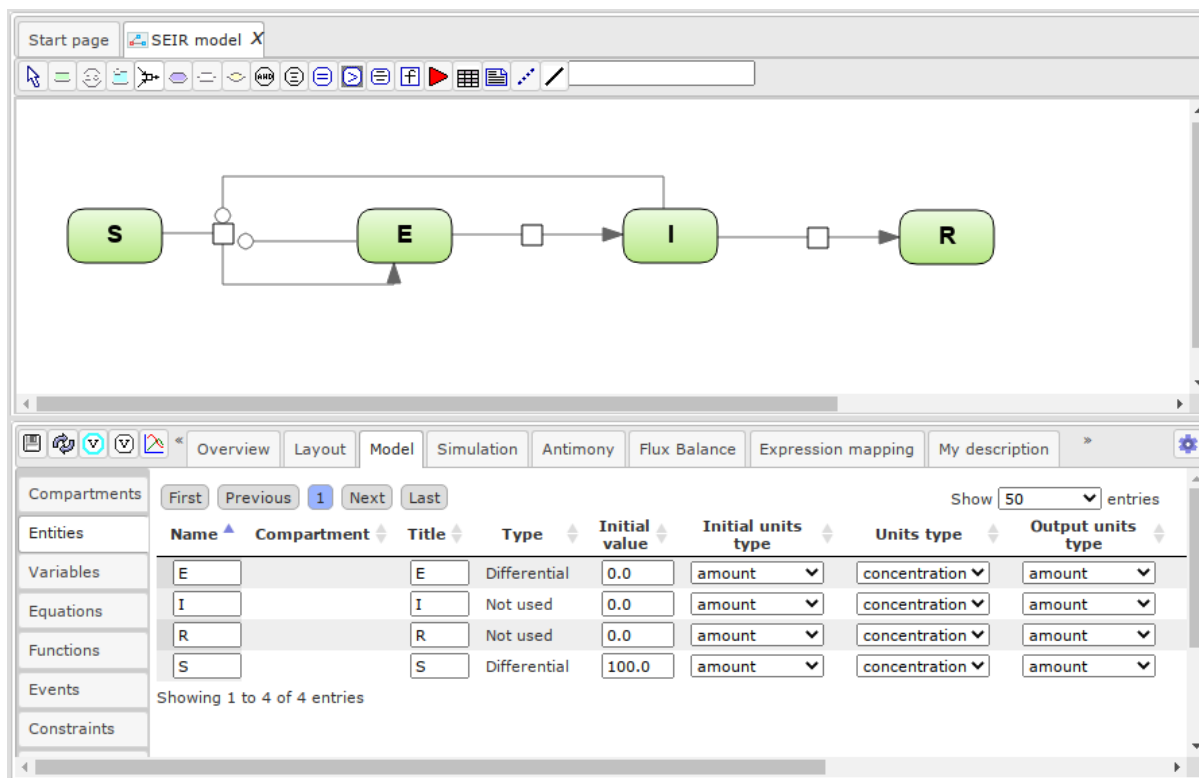 Start page SEIR model X
AND f
S E I R
Overview Layout Model Simulation Antimony Flux Balance Expression mapping My description
Compartments
Entities
Variables
Equations
Functions
Events
Constraints
First Previous 1 Next Last Show 50 entries
Name Compartment Title Type Initial value Initial units type Units type Output units type
E E Differential 0.0 amount concentration amount
I I Not used 0.0 amount concentration amount
R R Not used 0.0 amount concentration amount
S S Differential 100.0 amount concentration amount
Showing 1 to 4 of 4 entries